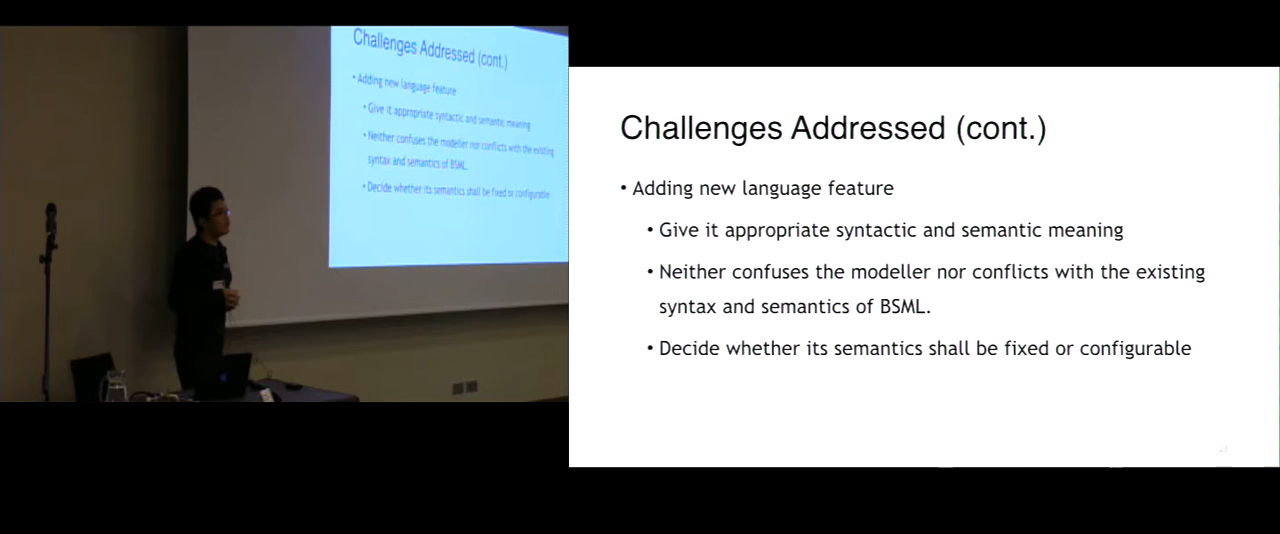 Challenges Addressed (cont.)
• Adding new language feature
• Give it appropriate syntactic and semantic meaning
• Neither confuses the modeller nor conflicts with the existing
syntax and semantics of BSML.
• Decide whether its semantics shall be fixed or configurable
Challenges Addressed (cont.)
• Adding new language feature
• Give it appropriate syntactic and semantic meaning
• Neither confuses the modeller nor conflicts with the existing
syntax and semantics of BSML.
• Decide whether its semantics shall be fixed or configurable